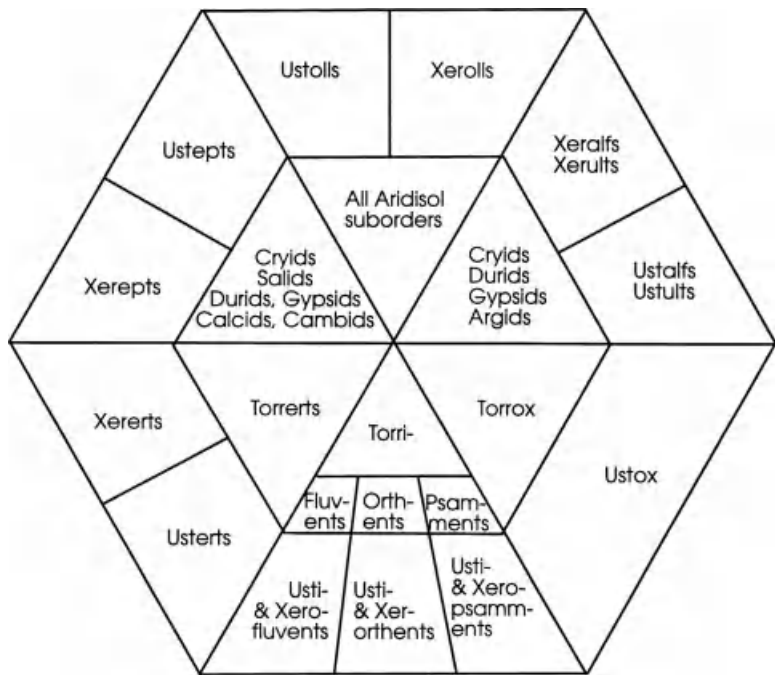 Ustolls
Xerolls
Ustepts
Xeralfs
Xerults
All Aridisol
suborders
Xerepts
Cryids
Salids
Durids, Gypsids
Calcids, Cambids
Cryids
Durids
Gypsids
Argids
Ustalfs
Ustults
Xererts
Torrerts
Torri-
Torrox
Ustox
Fluv-
ents
Orth-
ents
Psam-
ments
Usterts
Usti-
& Xero-
fluvents
Usti-
& Xer-
orthents
Usti-
& Xero-
psamm-
ents